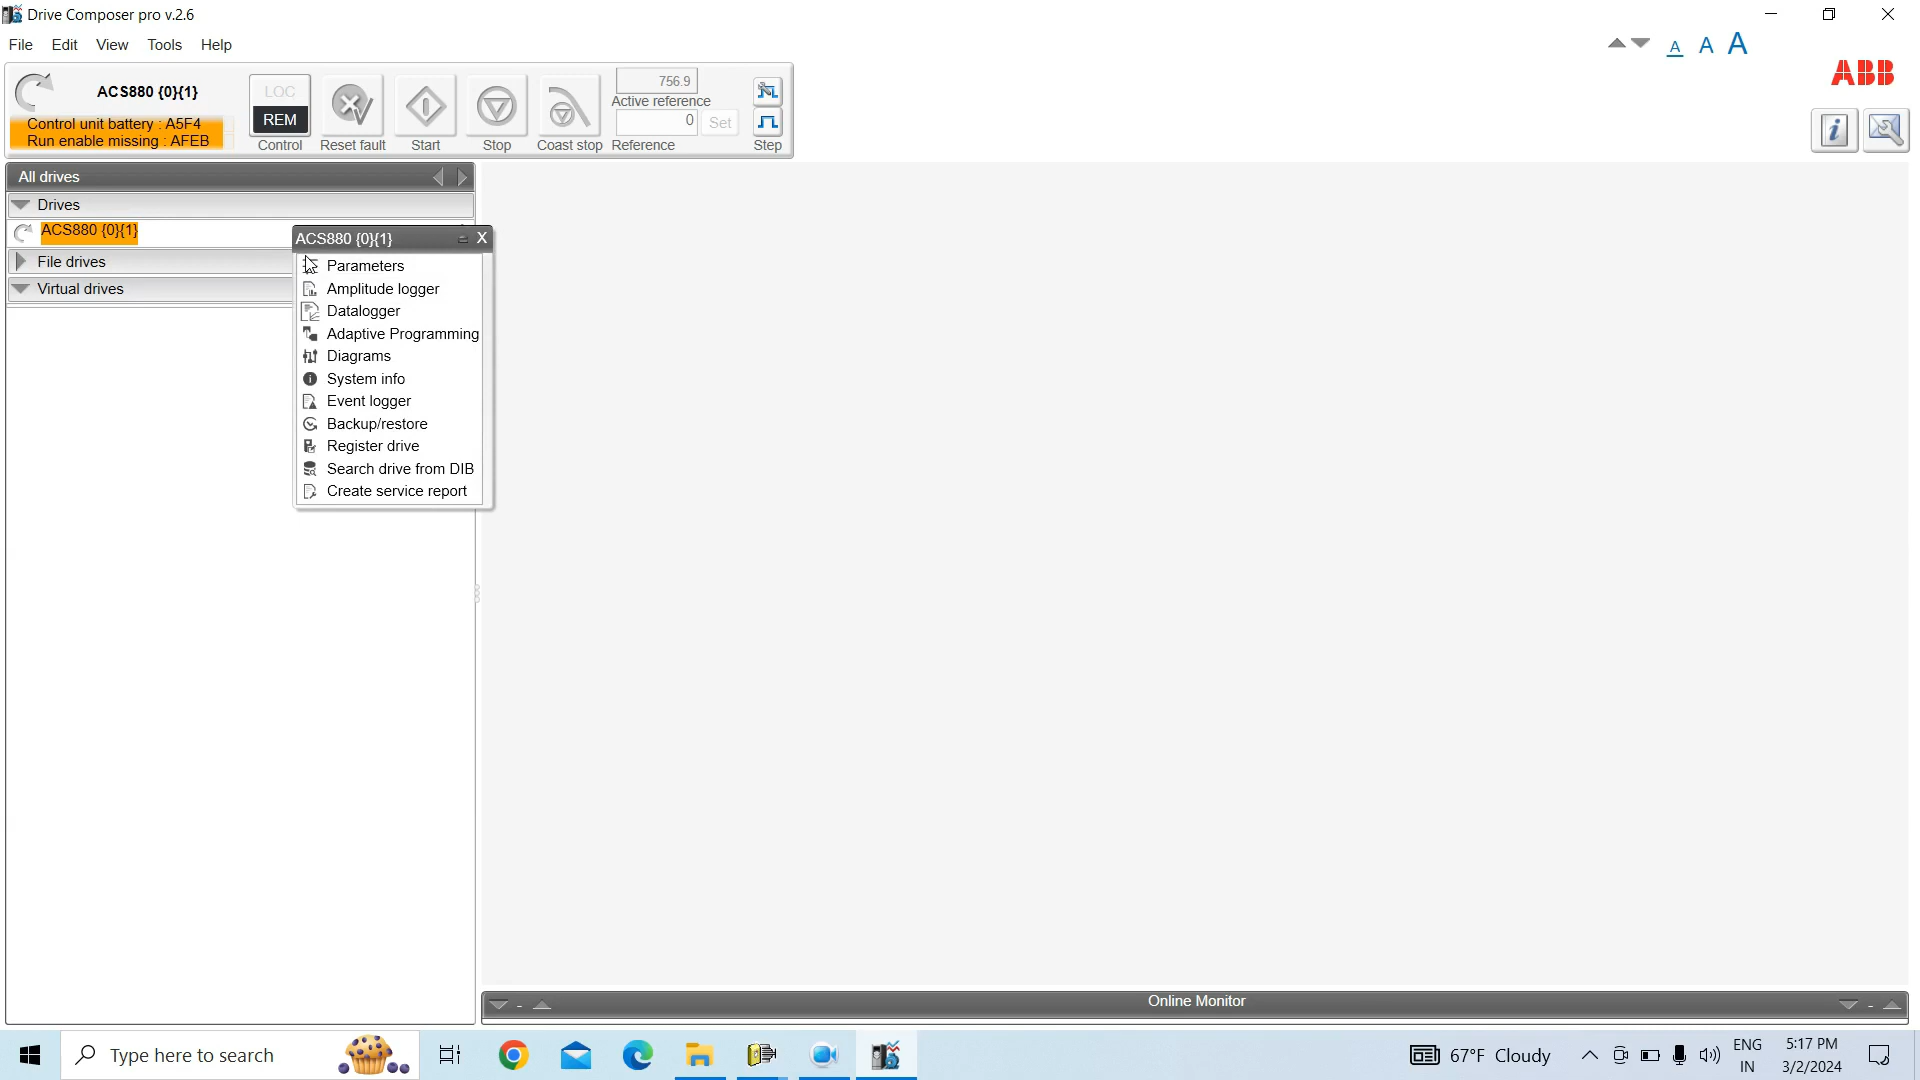 Drive Composer pro v.2.6
File Edit View Tools Help
A A A
ABB
ACS880 {0}{1}
Control unit battery : A5F4
Run enable missing : AFEB
LOC
REM
Control
Reset fault
Start
Stop
Coast stop
756.9
Active reference
0
Set
Reference
Step
All drives
Drives
ACS880 {0}{1}
File drives
Virtual drives
ACS880 {0}{1} X
Parameters
Amplitude logger
Datalogger
Adaptive Programming
Diagrams
System info
Event logger
Backup/restore
Register drive
Search drive from DIB
Create service report
Online Monitor
Type here to search
67°F Cloudy
ENG
IN
5:17 PM
3/2/2024